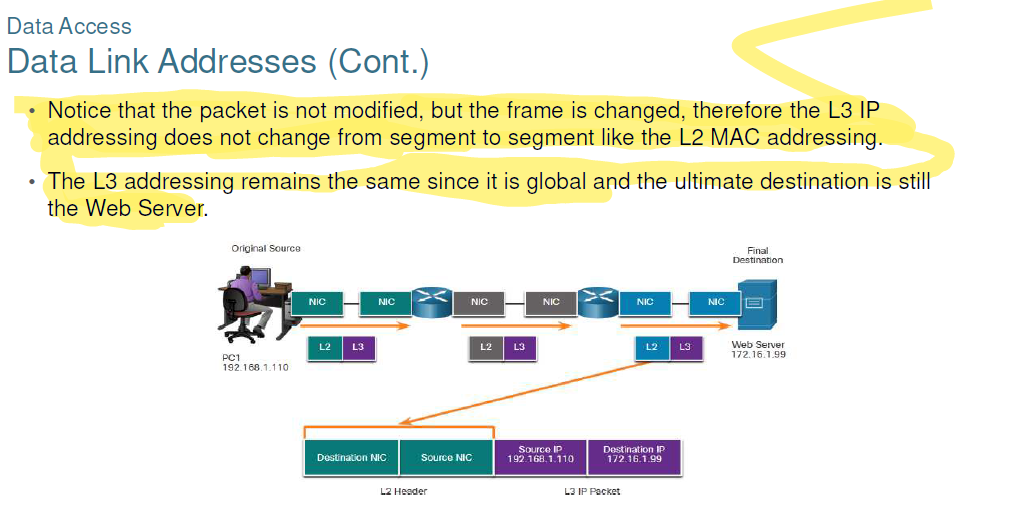 Data Access
Data Link Addresses (Cont.)
• Notice that the packet is not modified, but the frame is changed, therefore the L3 IP
addressing does not change from segment to segment like the L2 MAC addressing.
• The L3 addressing remains the same since it is global and the ultimate destination is still
the Web Server.
Original Source
Final
Destination
NIC NIC NIC NIC NIC NIC
L2 L3 L2 L3 L2 L3
PC1
192.168.1.110
Web Server
172.16.1.99
Destination NIC Source NIC Source IP Destination IP
192.168.1.110 172.16.1.99
L2 Header L3 IP Packet